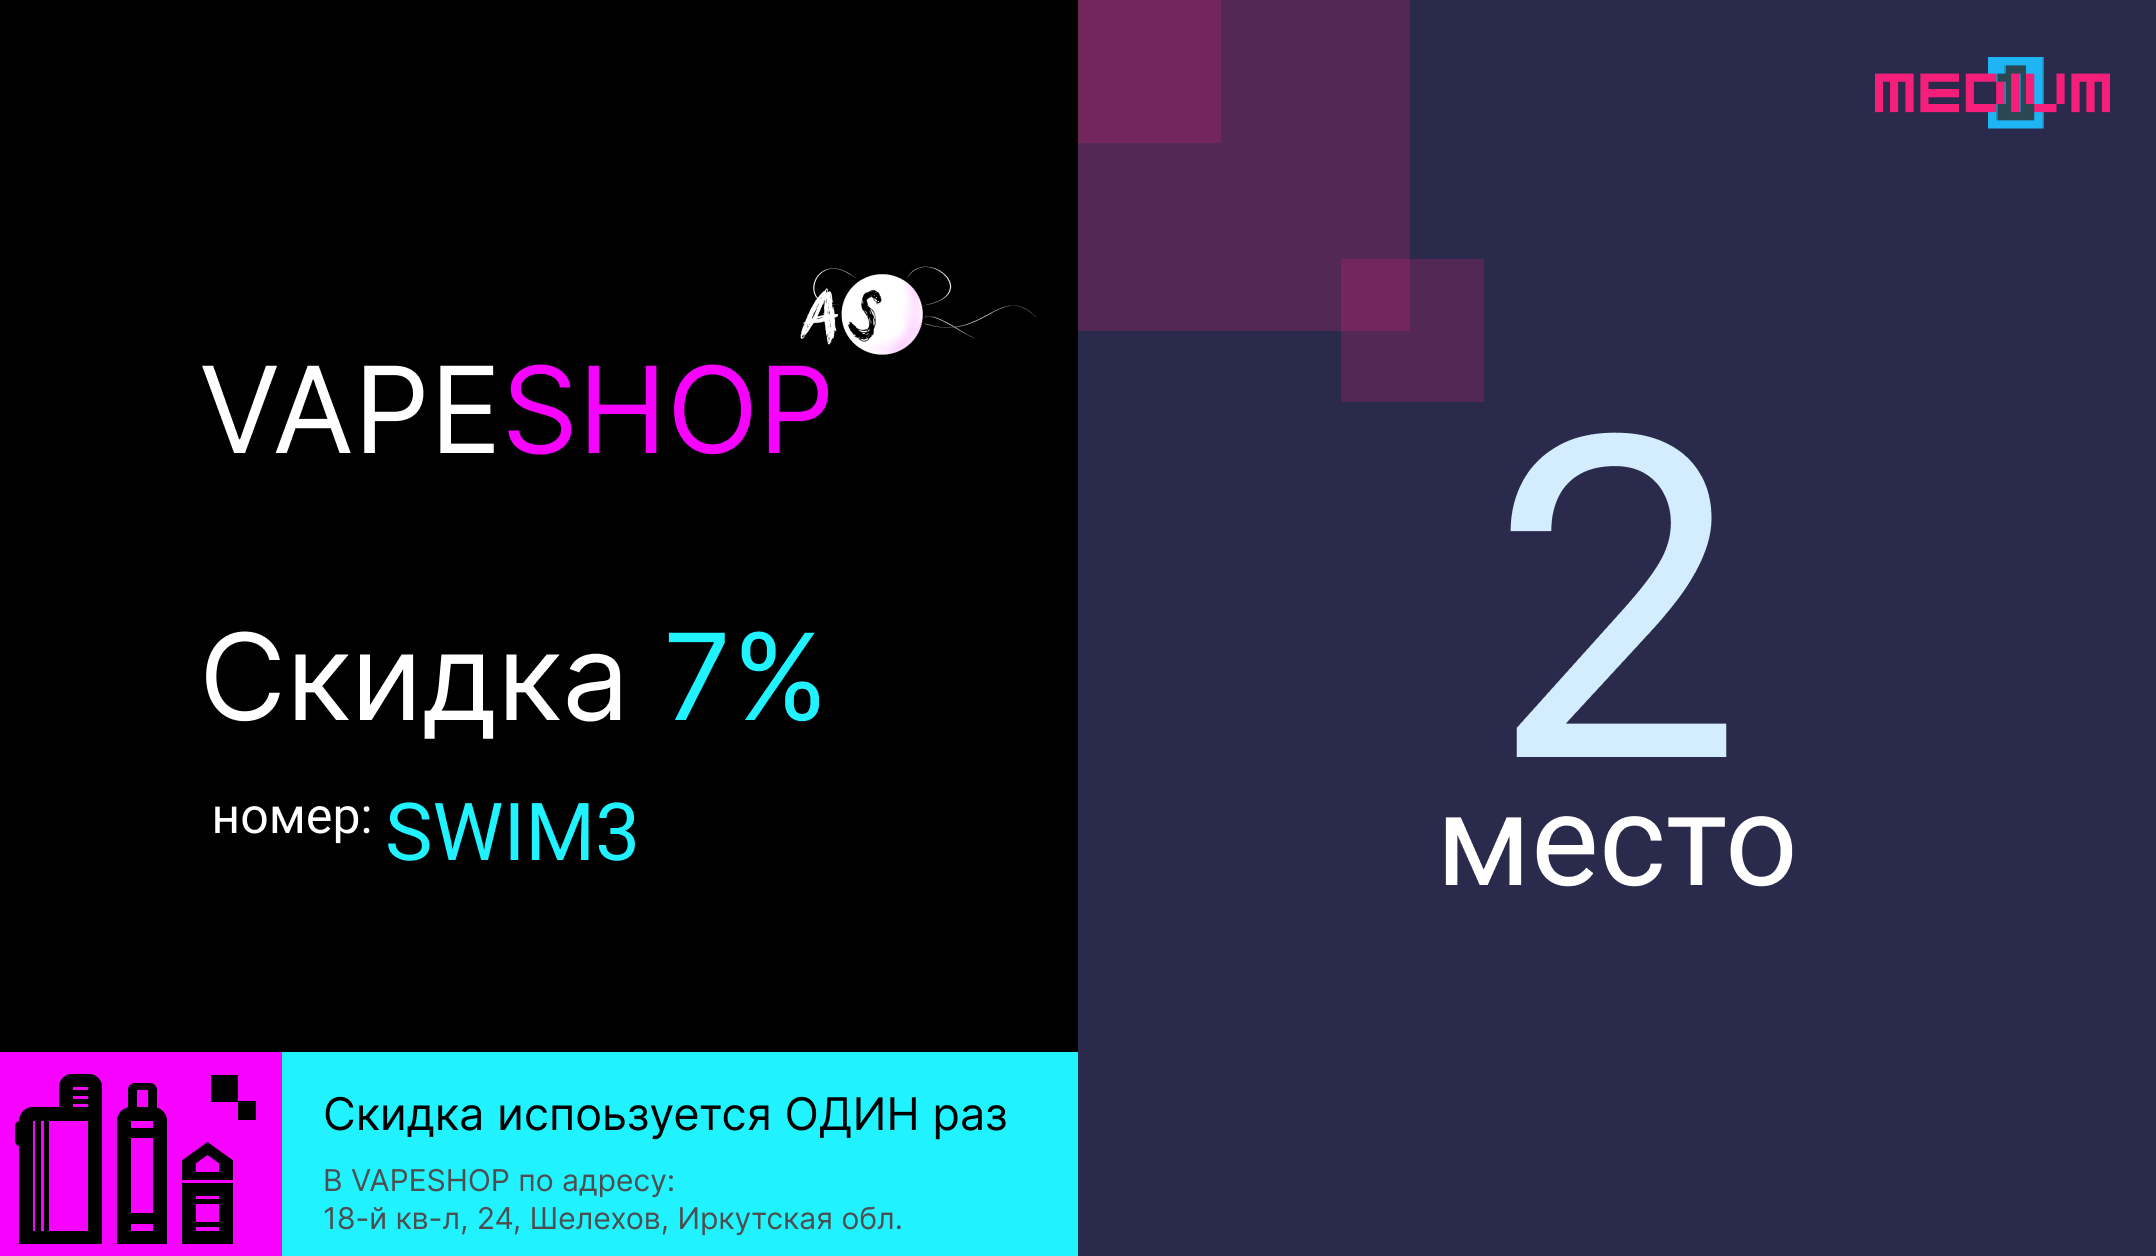 AS
VAPESHOP
Скидка 7%
номер: SWIM3
Скидка испоьзуется ОДИН раз
В VAPESHOP по адресу:
18-й кв-л, 24, Шелехов, Иркутская обл.
MEDIUM
2
место